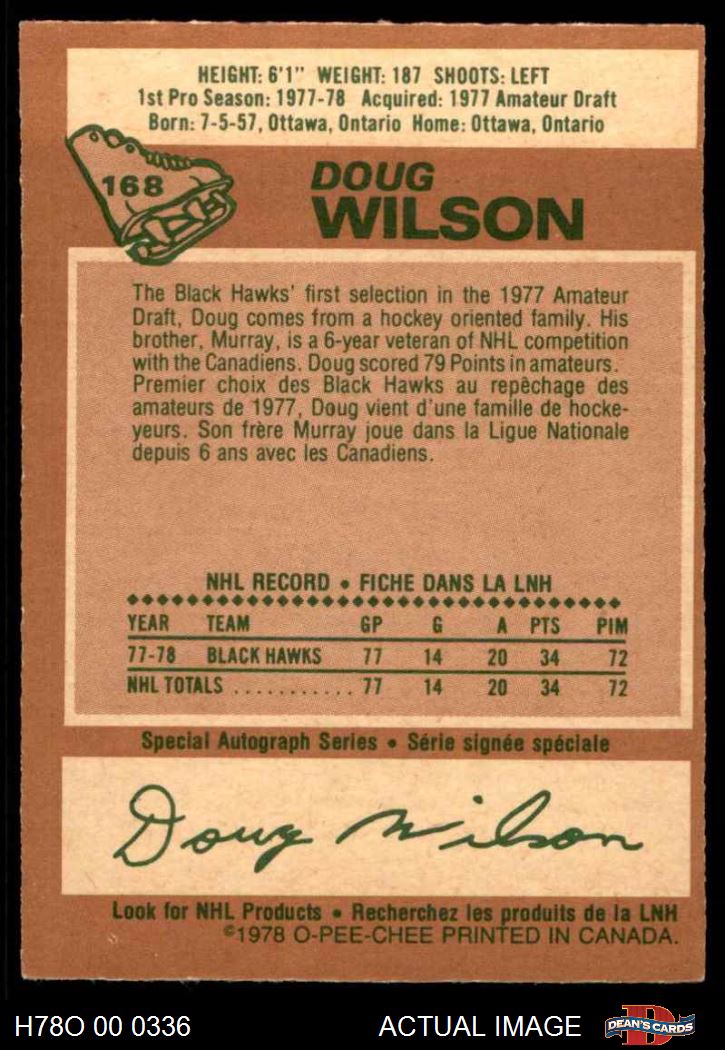 HEIGHT: 6'1" WEIGHT: 187 SHOOTS: LEFT
1st Pro Season: 1977-78 Acquired: 1977 Amateur Draft
Born: 7-5-57, Ottawa, Ontario Home: Ottawa, Ontario
168
DOUG
WILSON
The Black Hawks' first selection in the 1977 Amateur
Draft, Doug comes from a hockey oriented family. His
brother, Murray, is a 6-year veteran of NHL competition
with the Canadiens. Doug scored 79 Points in amateurs.
Premier choix des Black Hawks au repêchage des
amateurs de 1977, Doug vient d'une famille de hocke-
yeurs. Son frère Murray joue dans la Ligue Nationale
depuis 6 ans avec les Canadiens.
NHL RECORD • FICHE DANS LA LNH
YEAR TEAM GP G A PTS PIM
77-78 BLACK HAWKS 77 14 20 34 72
NHL TOTALS ........... 77 14 20 34 72
Special Autograph Series • Série signée spéciale
Doug Wilson
Look for NHL Products • Recherchez les produits de la LNH
©1978 O-PEE-CHEE PRINTED IN CANADA.
H78O 00 0336 ACTUAL IMAGE D DEAN'S CARDS